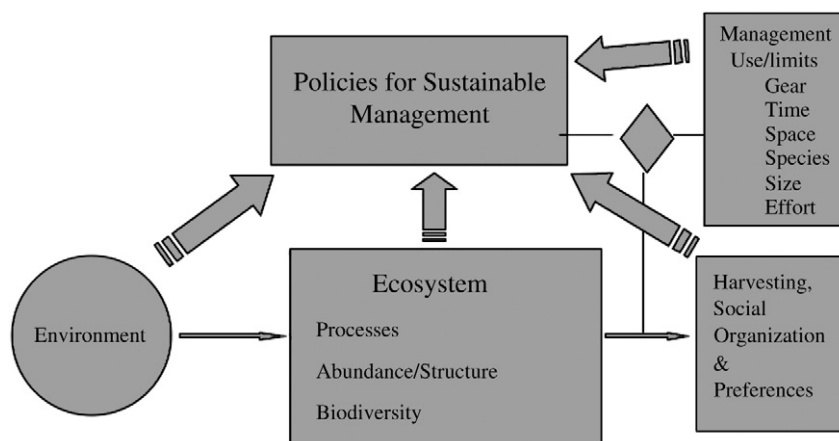 Policies for Sustainable
Management
Management
Use/limits
Gear
Time
Space
Species
Size
Effort
Environment
Ecosystem
Processes
Abundance/Structure
Biodiversity
Harvesting,
Social
Organization
&
Preferences